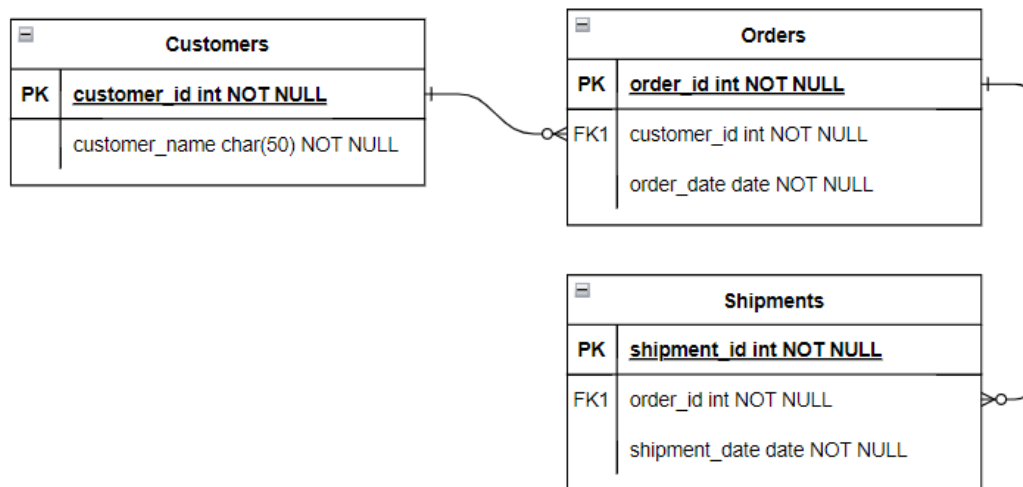 Customers
PK customer_id int NOT NULL
customer_name char(50) NOT NULL
Orders
PK order_id int NOT NULL
FK1 customer_id int NOT NULL
order_date date NOT NULL
Shipments
PK shipment_id int NOT NULL
FK1 order_id int NOT NULL
shipment_date date NOT NULL